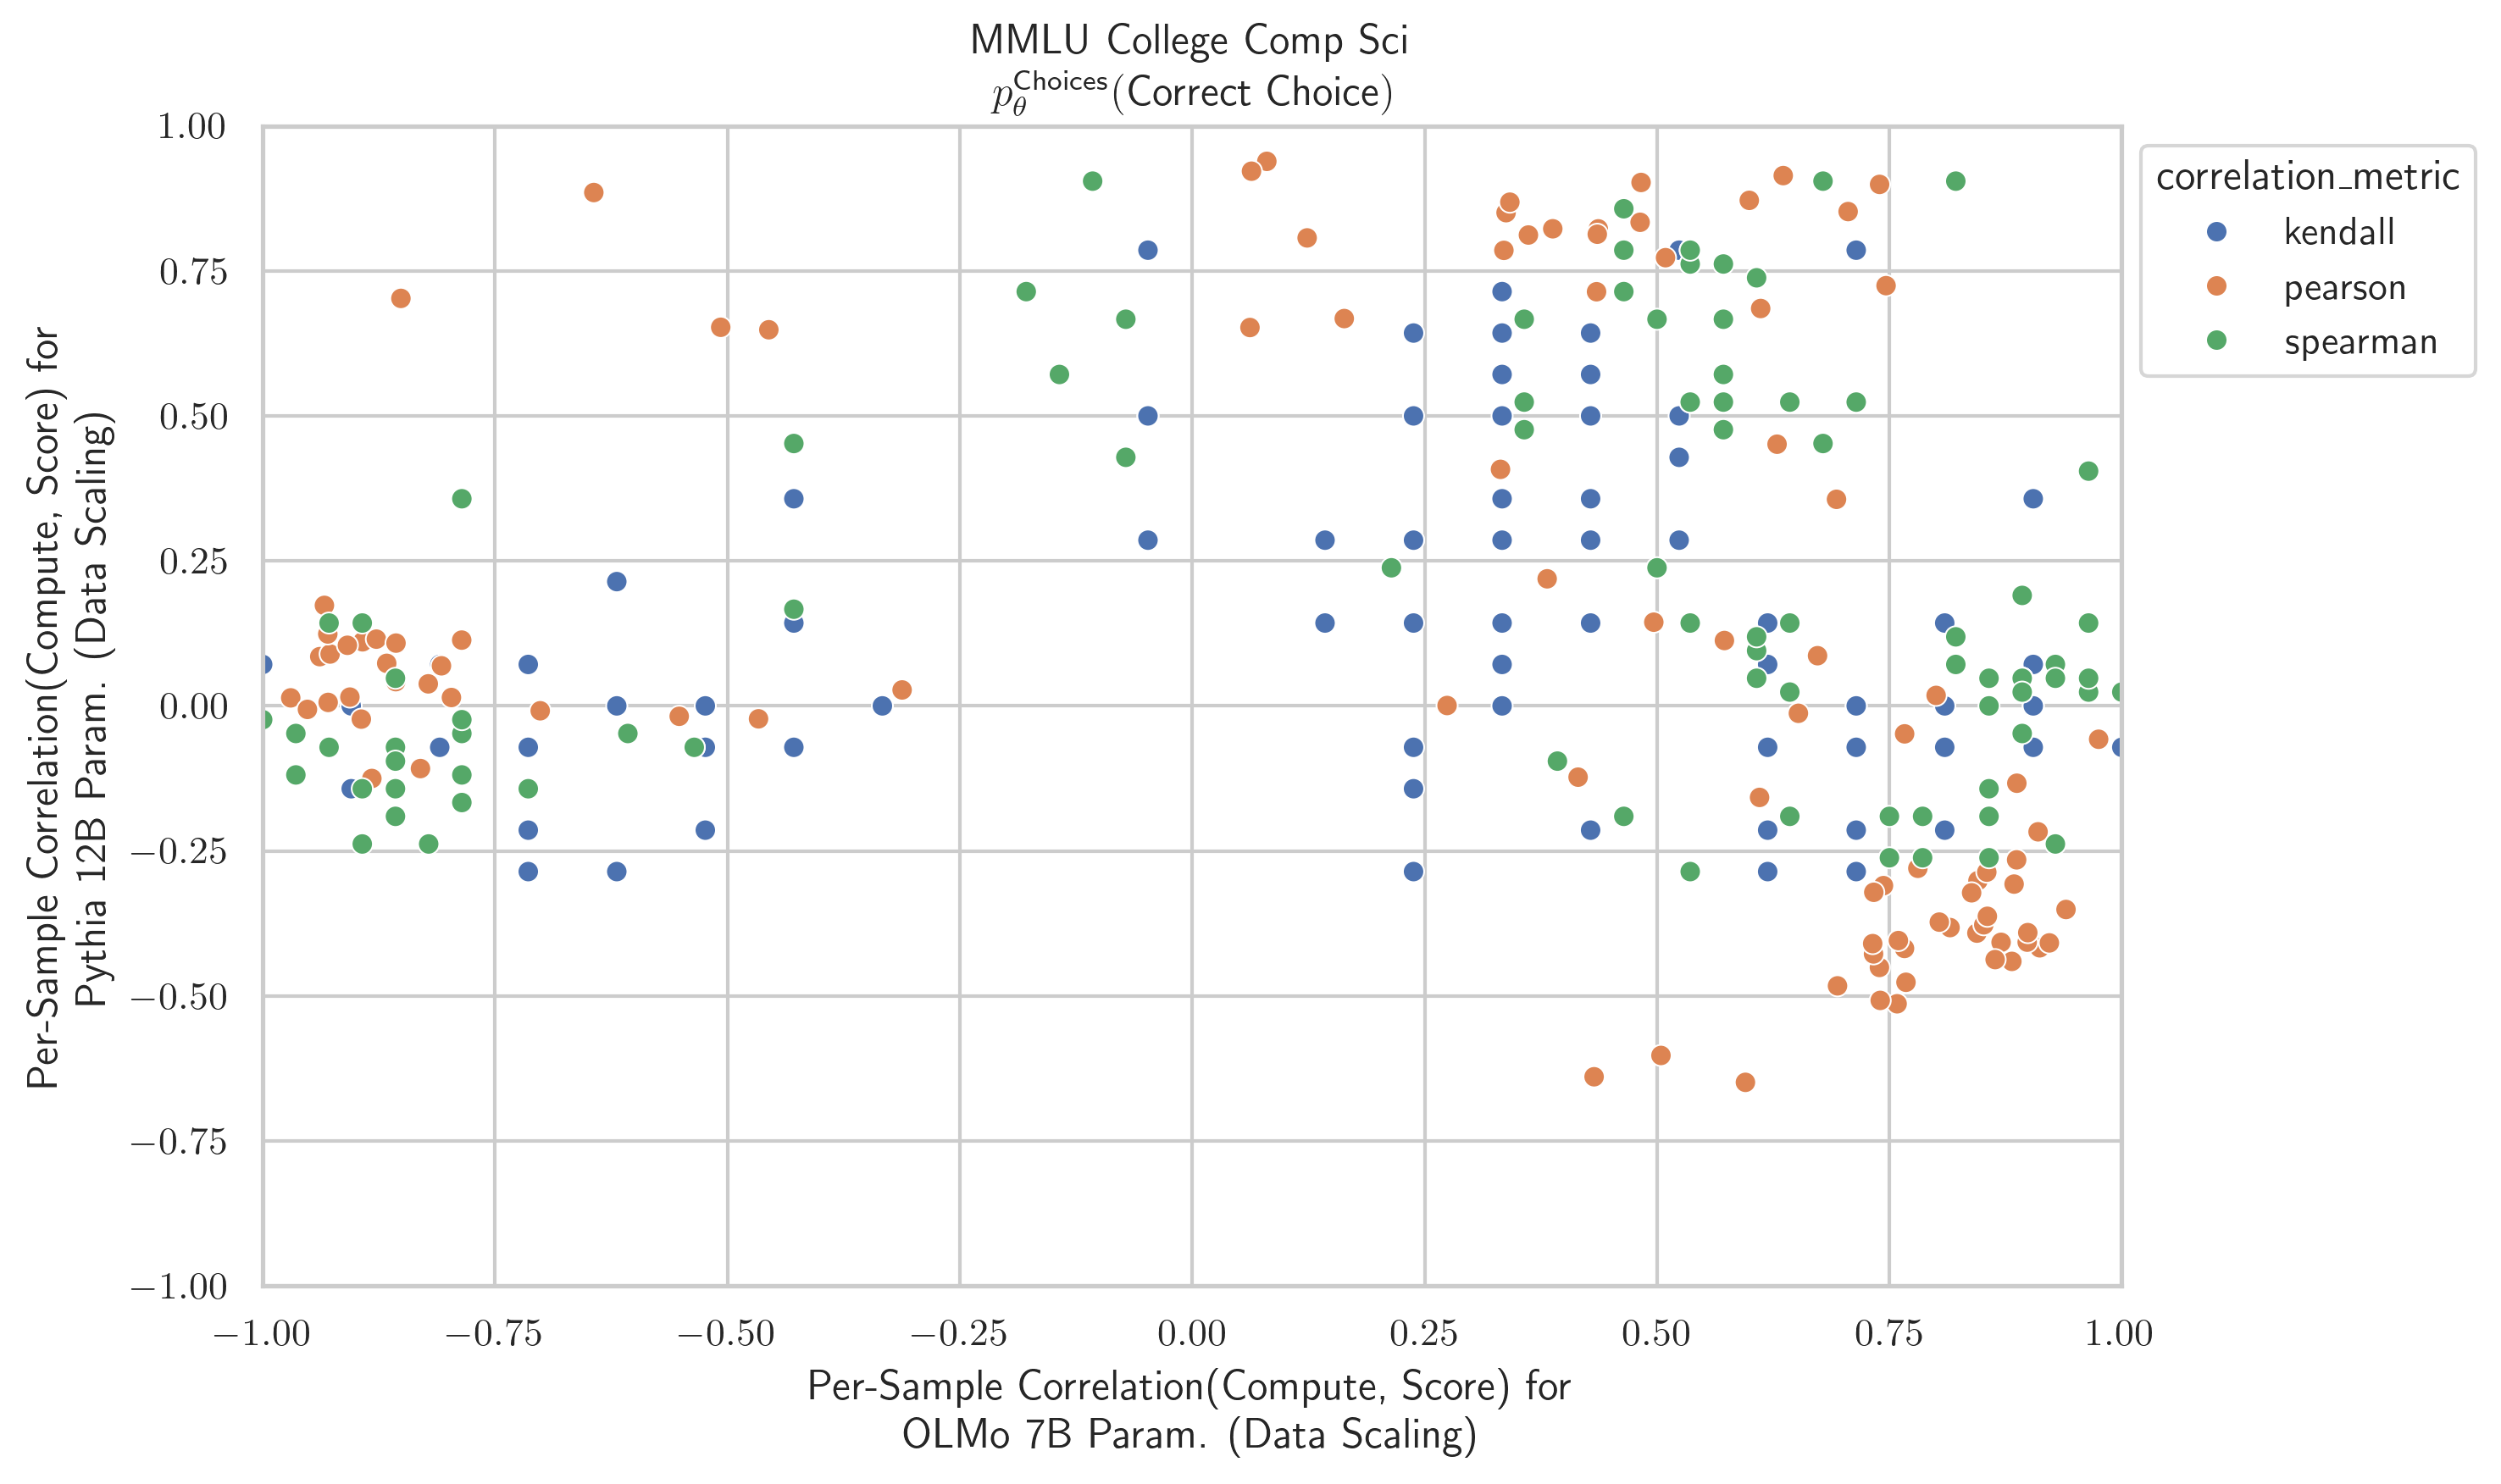 MMLU College Comp Sci
p_θ^Choices(Correct Choice)
1.00
0.75
0.50
0.25
0.00
−0.25
−0.50
−0.75
−1.00
Per-Sample Correlation(Compute, Score) for
Pythia 12B Param. (Data Scaling)
correlation_metric
kendall
pearson
spearman
−1.00
−0.75
−0.50
−0.25
0.00
0.25
0.50
0.75
1.00
Per-Sample Correlation(Compute, Score) for
OLMo 7B Param. (Data Scaling)